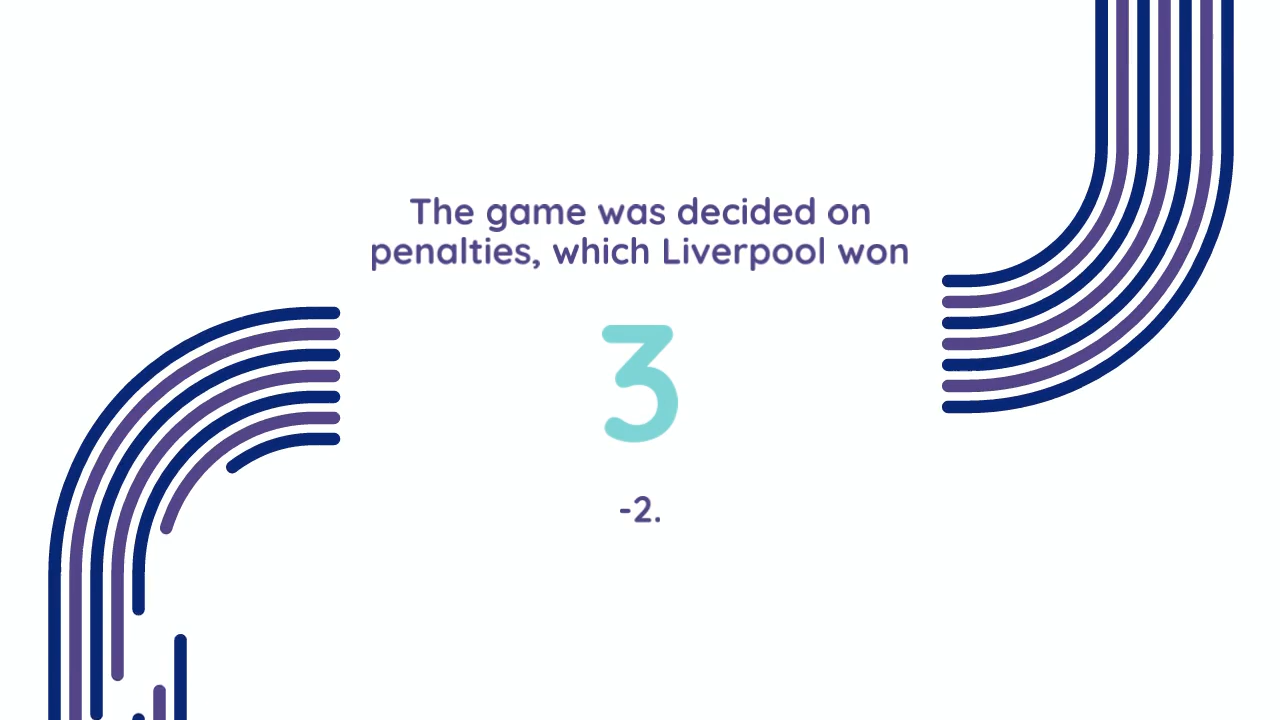 The game was decided on
penalties, which Liverpool won
3
-2.